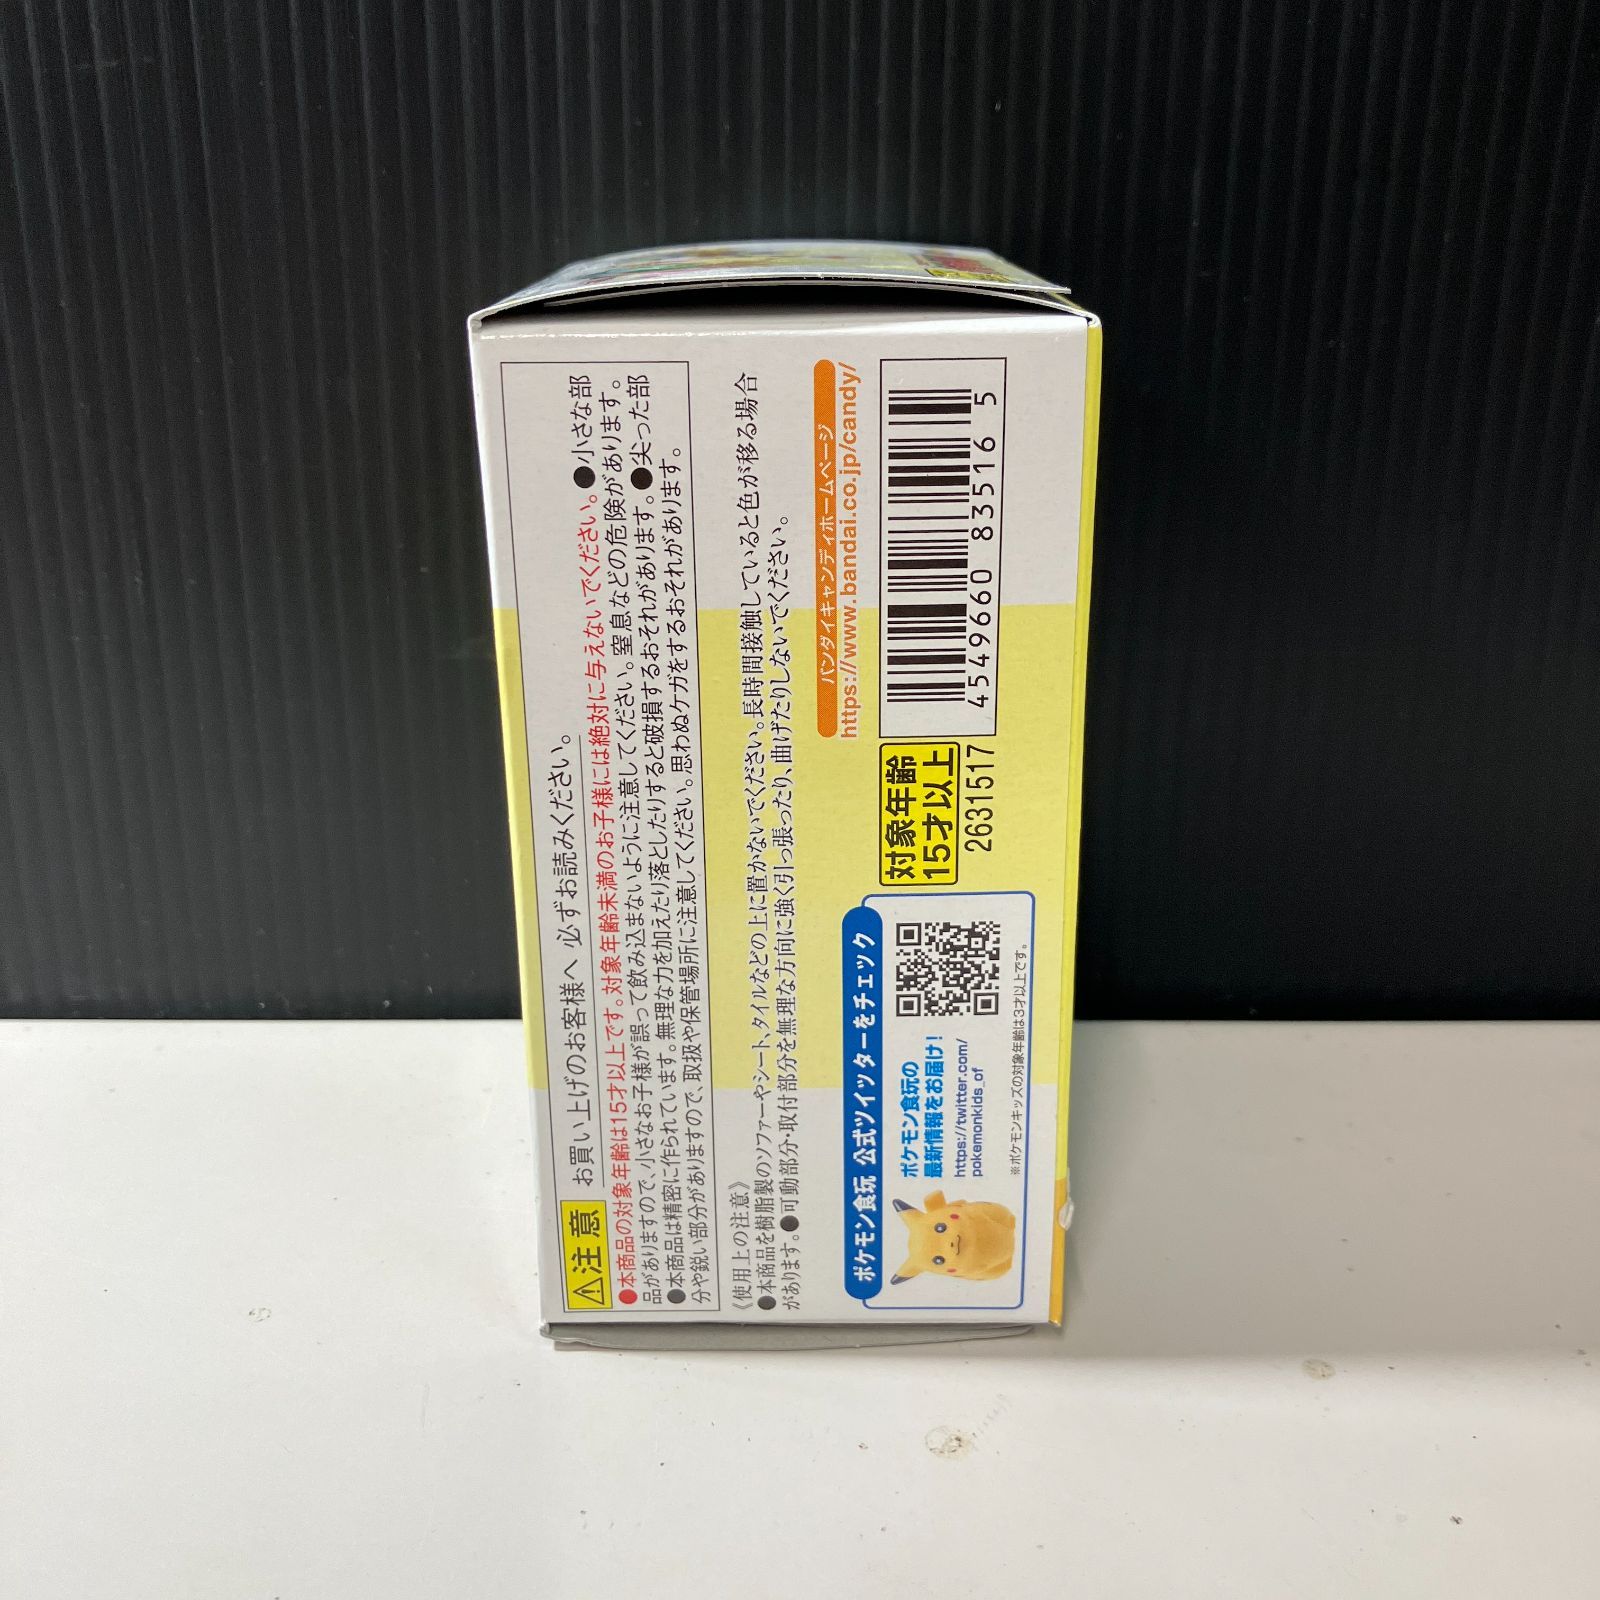 ⚠注意 お買い上げのお客様へ 必ずお読みください。
●本商品の対象年齢は15才以上です。対象年齢未満のお子様には絶対に与えないでください。●小さな部
品がありますので、小さなお子様が誤って飲み込まないように注意してください。窒息などの危険があります。
●本商品は精密に作られています。無理な力を加えたり落としたりすると破損するおそれがあります。●尖った部
分や鋭い部分がありますので、取扱や保管場所に注意してください。思わぬケガをするおそれがあります。
《使用上の注意》
●本商品を樹脂製のソファーやシート、タイルなどの上に置かないでください。長時間接触していると色が移る場合
があります。●可動部分・取付部分を無理な方向に強く引っ張ったり、曲げたりしないでください。
バンダイキャンディホームページ
https://www.bandai.co.jp/candy/
4549660 835165
対象年齢
15才以上
2631517
ポケモン食玩 公式ツイッターをチェック
ポケモン食玩の
最新情報をお届け!
https://twitter.com/
pokemonkids_of
※ポケモンキッズの対象年齢は3才以上です。